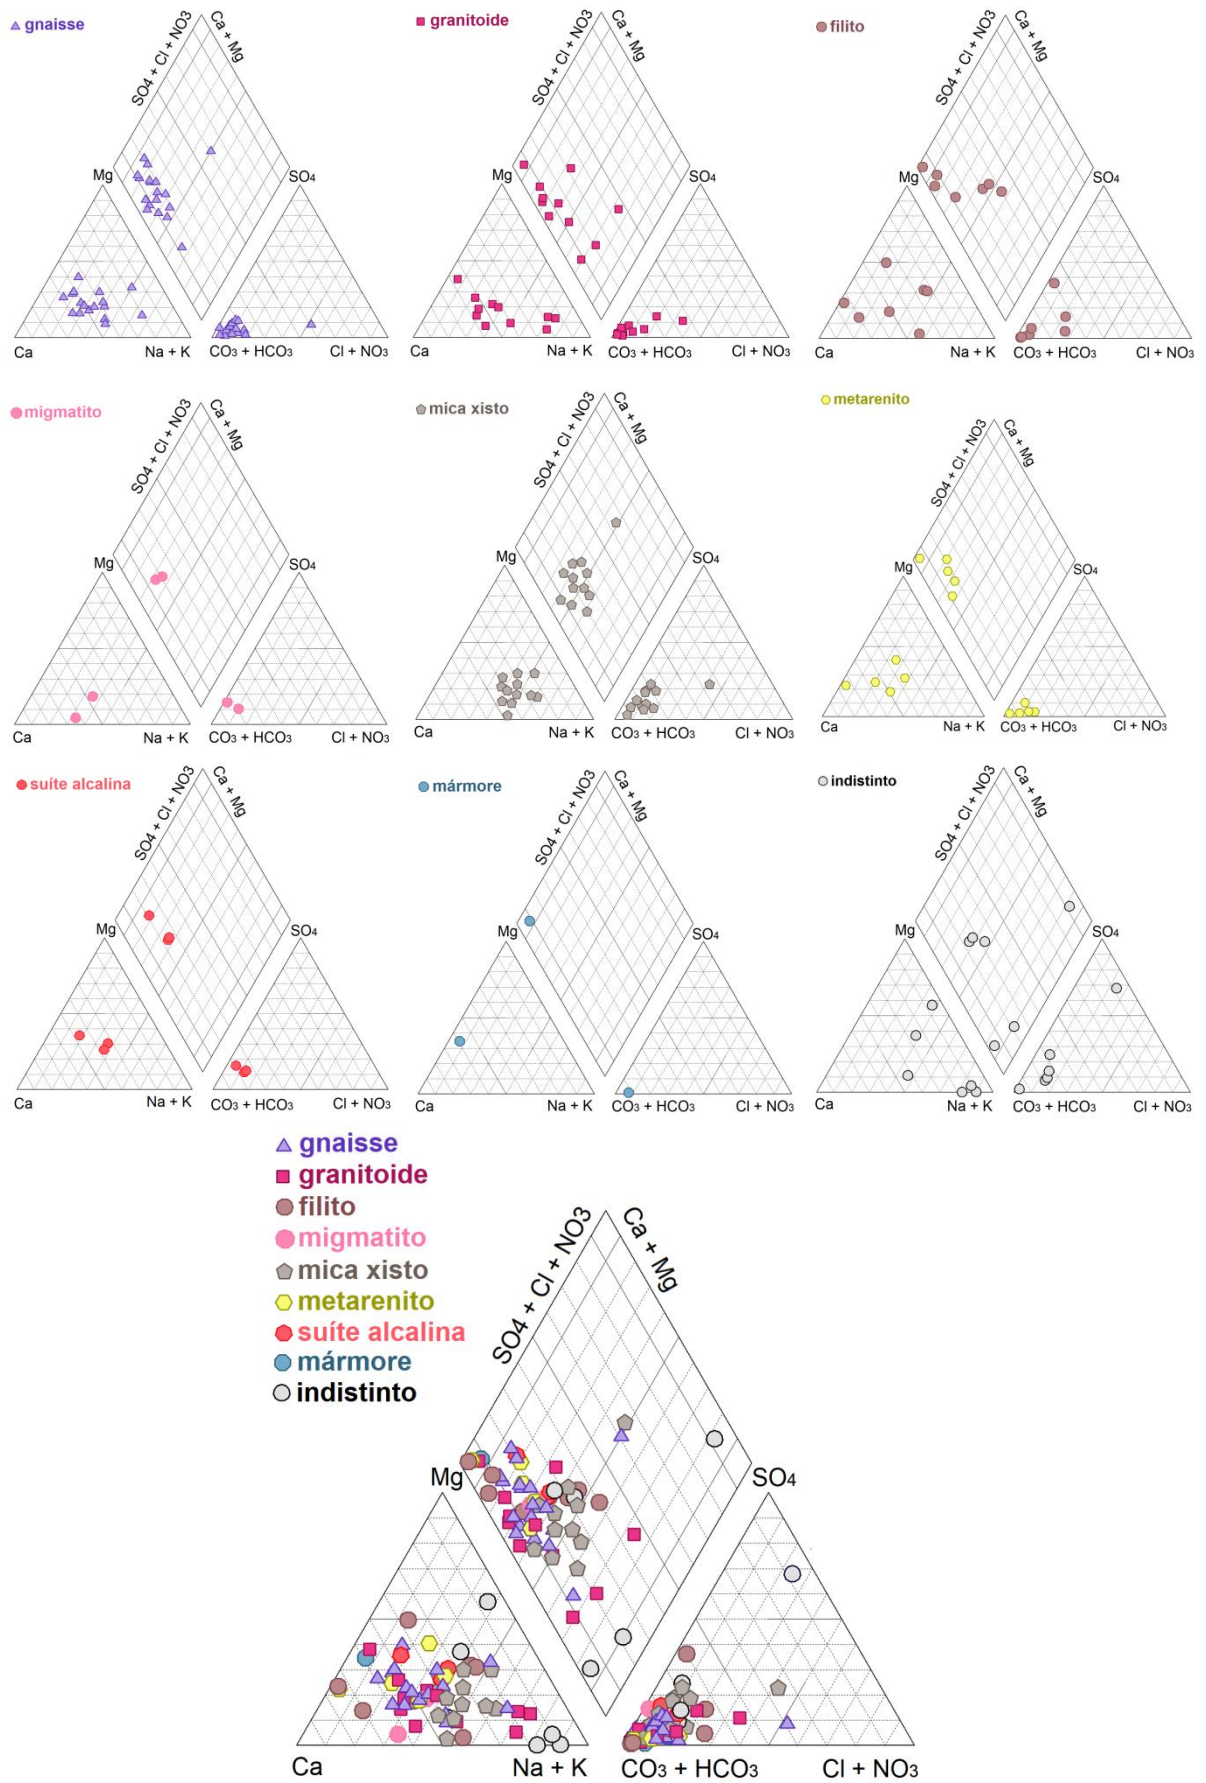 gnaisse
SO4 + Cl + NO3
Ca + Mg
Mg
SO4
Ca
Na + K
CO3 + HCO3
Cl + NO3
granitoide
SO4 + Cl + NO3
Ca + Mg
Mg
SO4
Ca
Na + K
CO3 + HCO3
Cl + NO3
filito
SO4 + Cl + NO3
Ca + Mg
Mg
SO4
Ca
Na + K
CO3 + HCO3
Cl + NO3
migmatito
SO4 + Cl + NO3
Ca + Mg
Mg
SO4
Ca
Na + K
CO3 + HCO3
Cl + NO3
mica xisto
SO4 + Cl + NO3
Ca + Mg
Mg
SO4
Ca
Na + K
CO3 + HCO3
Cl + NO3
metarenito
SO4 + Cl + NO3
Ca + Mg
Mg
SO4
Ca
Na + K
CO3 + HCO3
Cl + NO3
suíte alcalina
SO4 + Cl + NO3
Ca + Mg
Mg
SO4
Ca
Na + K
CO3 + HCO3
Cl + NO3
mármore
SO4 + Cl + NO3
Ca + Mg
Mg
SO4
Ca
Na + K
CO3 + HCO3
Cl + NO3
indistinto
SO4 + Cl + NO3
Ca + Mg
Mg
SO4
Ca
Na + K
CO3 + HCO3
Cl + NO3
gnaisse
granitoide
filito
migmatito
mica xisto
metarenito
suíte alcalina
mármore
indistinto
SO4 + Cl + NO3
Ca + Mg
Mg
SO4
Ca
Na + K
CO3 + HCO3
Cl + NO3